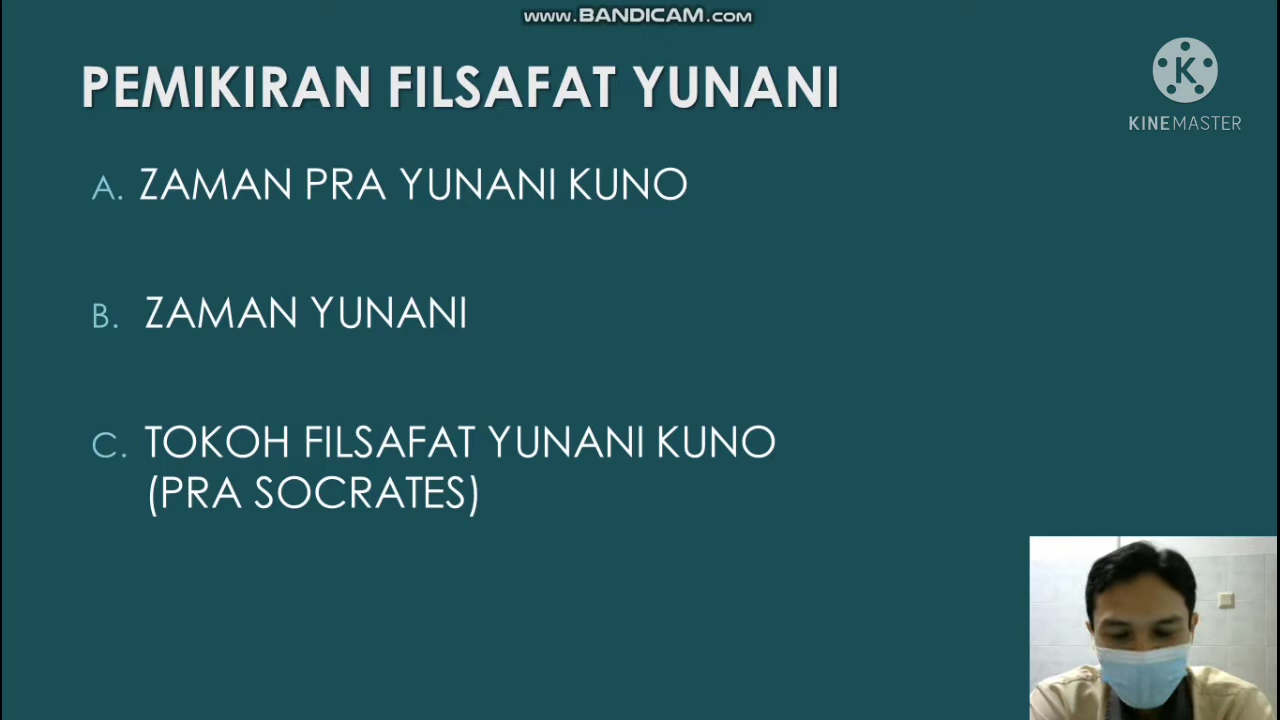 www.BANDICAM.com
PEMIKIRAN FILSAFAT YUNANI
KINEMASTER
A. ZAMAN PRA YUNANI KUNO
B. ZAMAN YUNANI
C. TOKOH FILSAFAT YUNANI KUNO
(PRA SOCRATES)